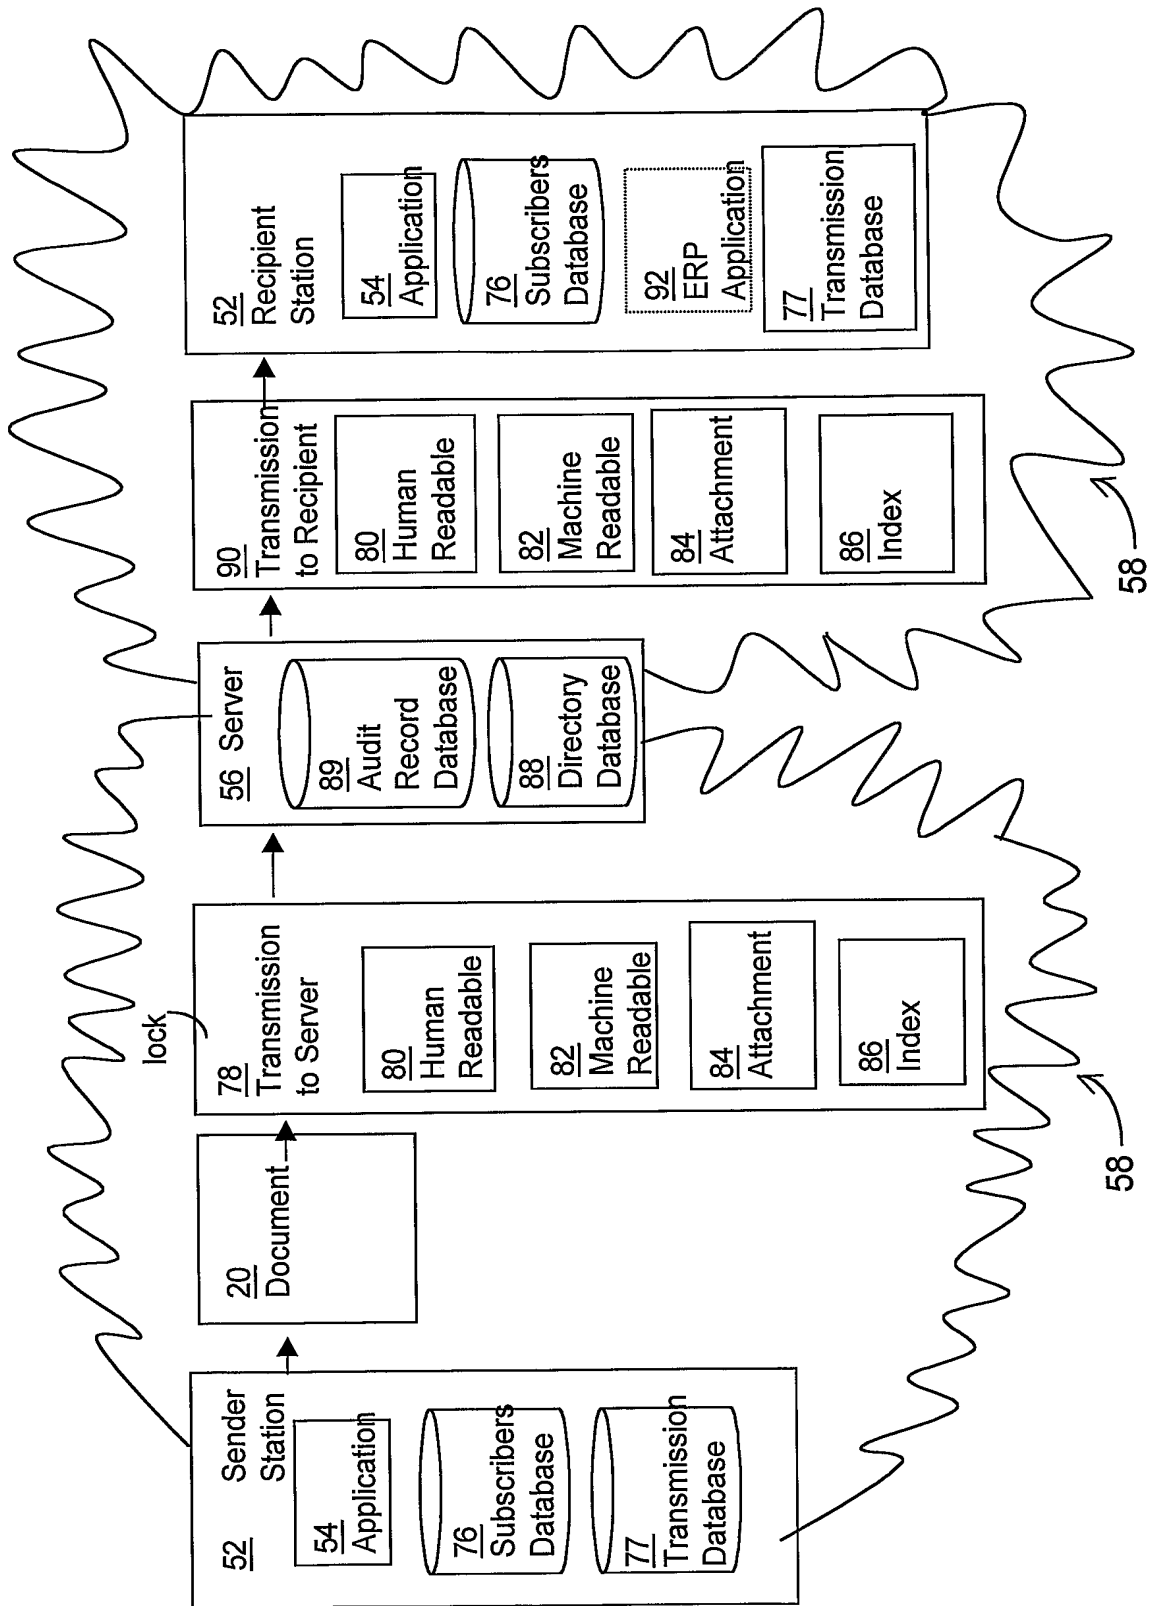 52
Sender
Station
54
Application
76
Subscribers
Database
77
Transmission
Database
20
Document
lock
78
Transmission
to Server
80
Human
Readable
82
Machine
Readable
84
Attachment
86
Index
58
56 Server
89
Audit
Record
Database
88
Directory
Database
90
Transmission
to Recipient
80
Human
Readable
82
Machine
Readable
84
Attachment
86
Index
58
52
Recipient
Station
54
Application
76
Subscribers
Database
92
ERP
Application
77
Transmission
Database